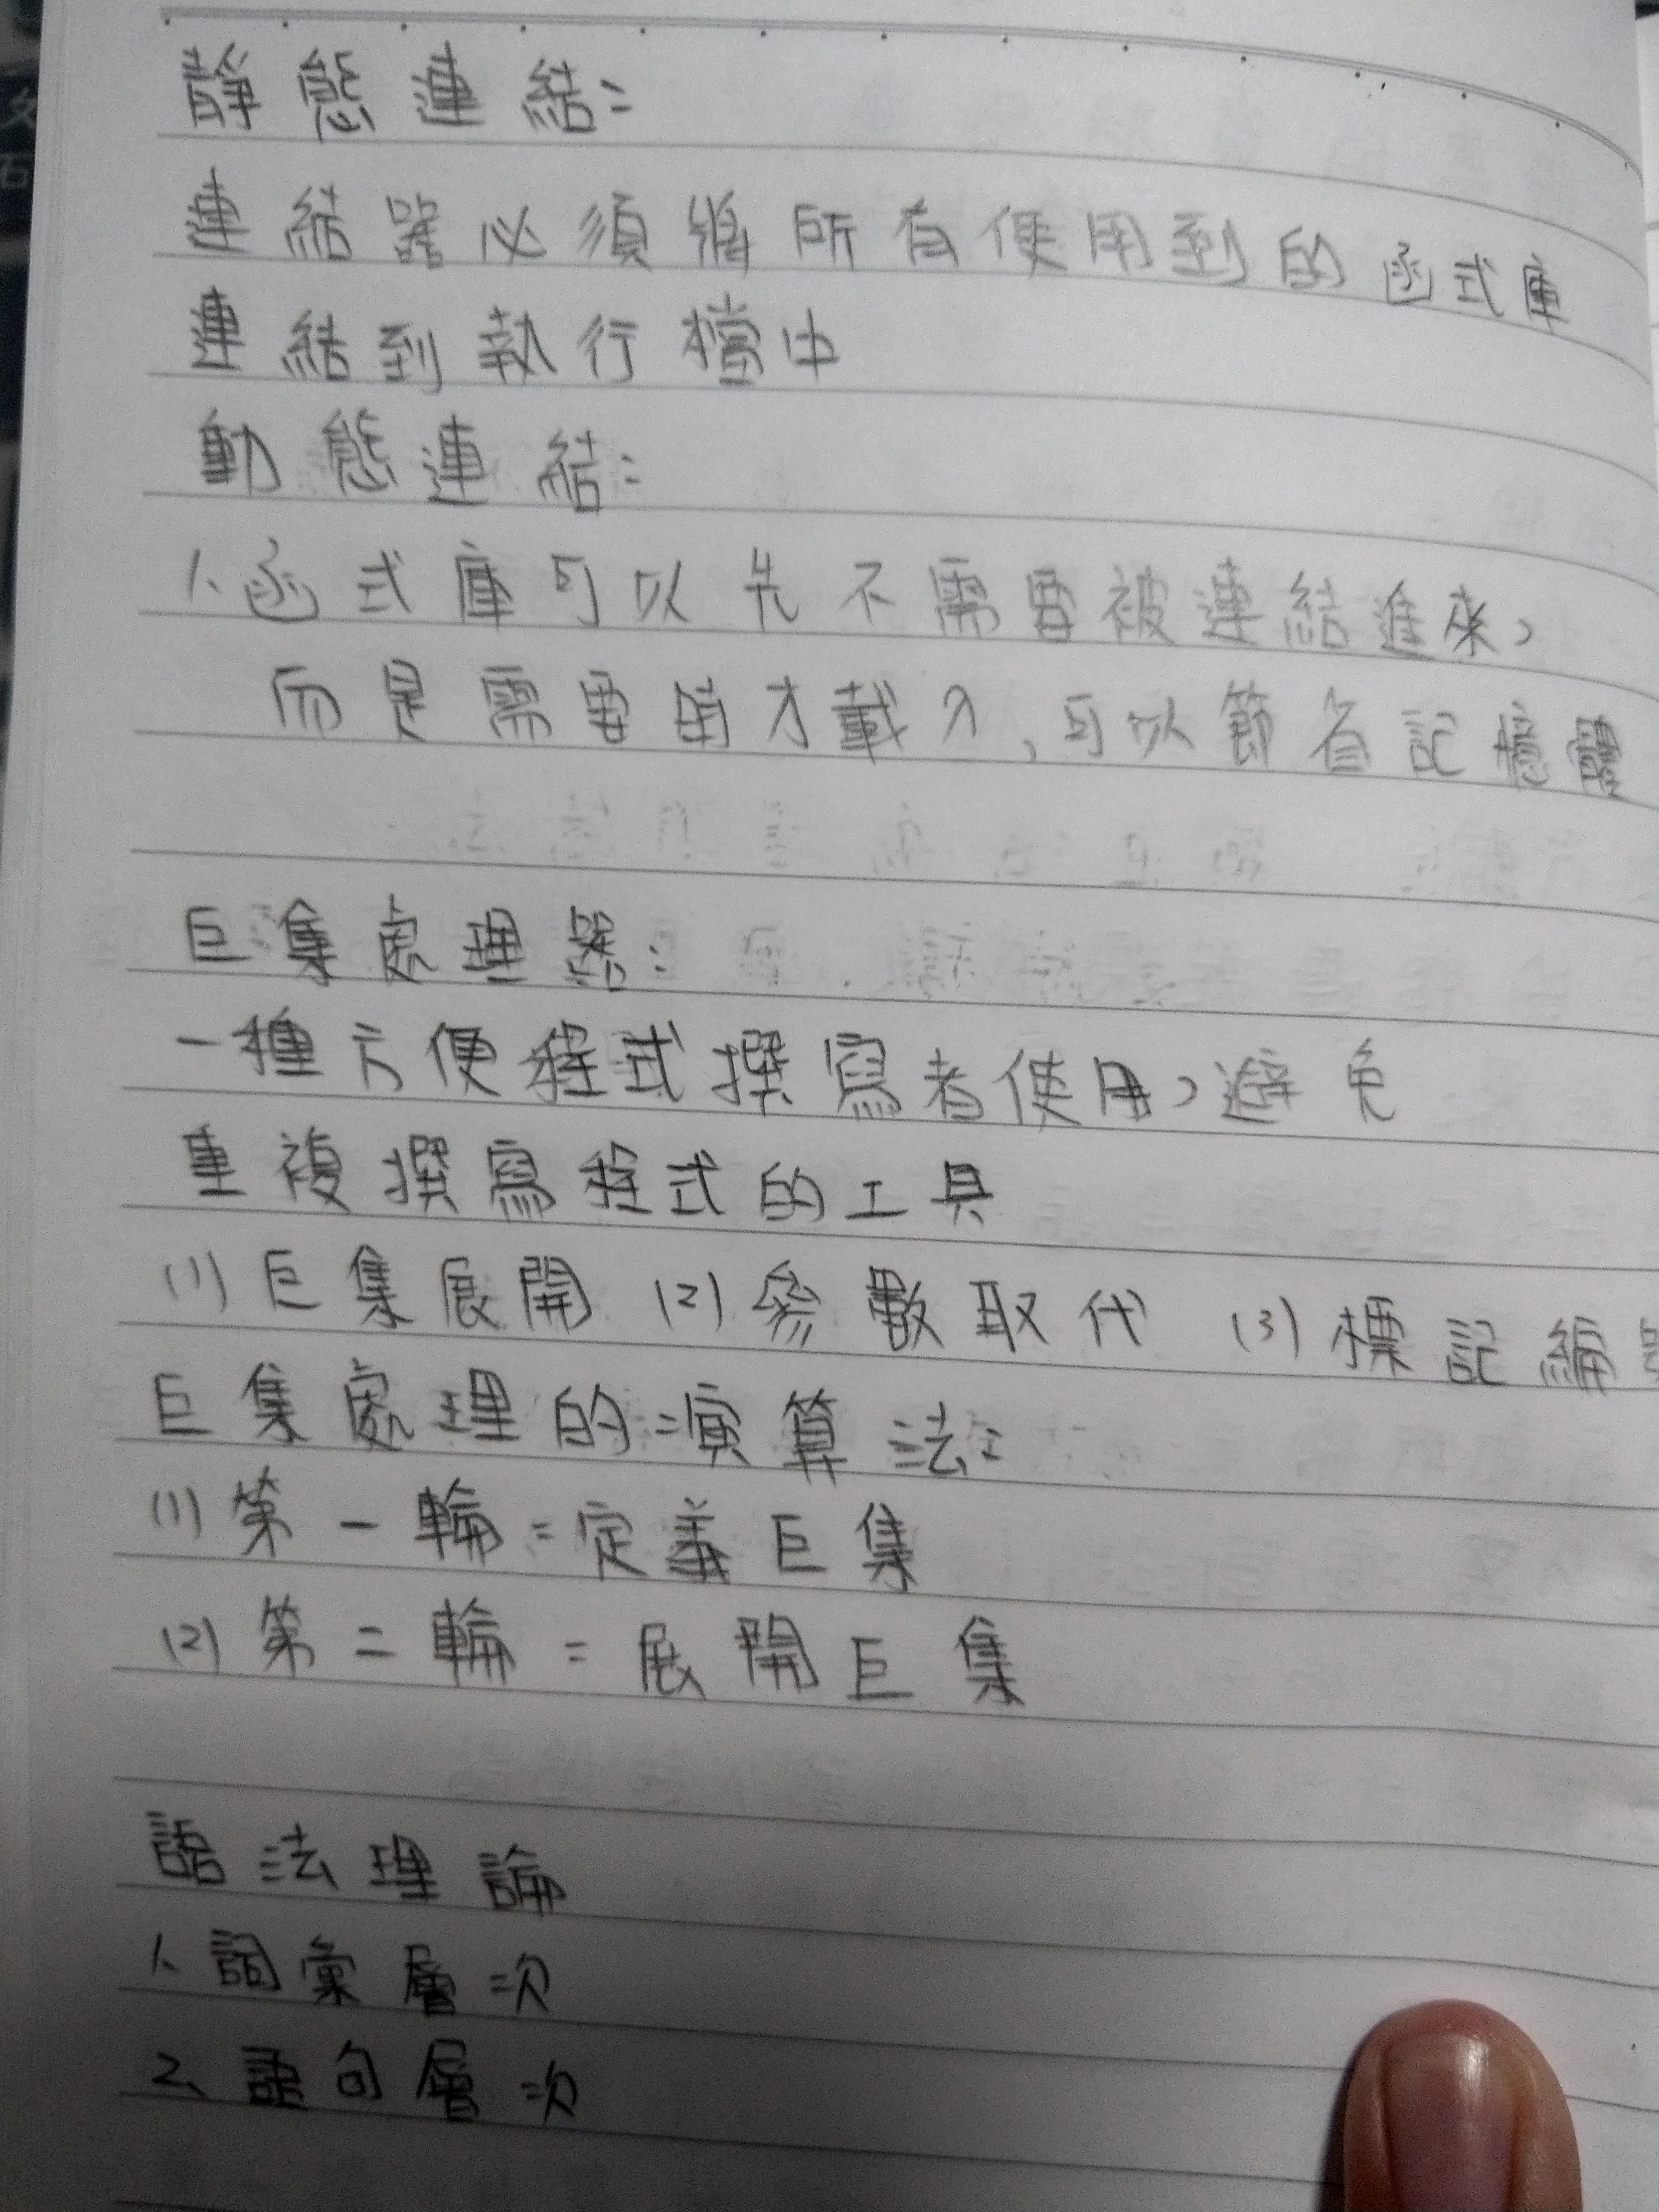 靜態連結:
連結器必須將所有使用到的函式庫
連結到執行檔中
動態連結:
1、函式庫可以先不需要被連結進來,
而是需要時才載入,可以節省記憶體
巨集處理器:
一種方便程式撰寫者使用,避免
重複撰寫程式的工具
(1)巨集展開 (2)參數取代 (3)標記編號
巨集處理的演算法:
(1)第一輪:定義巨集
(2)第二輪:展開巨集
語法理論
1、詞彙層次
2、語句層次